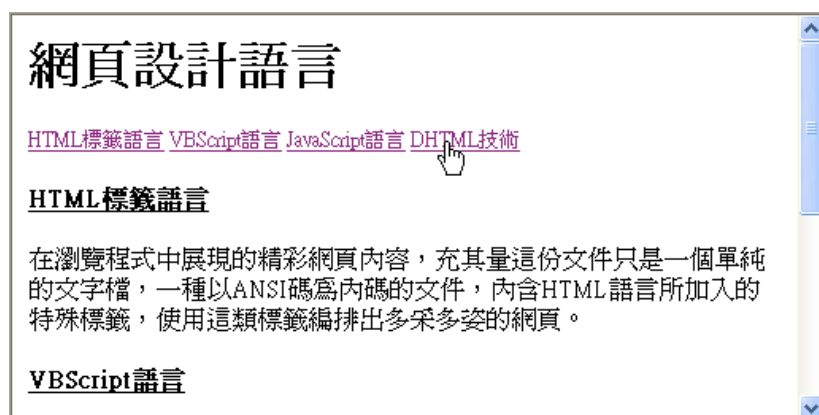 網頁設計語言
HTML標籤語言 VBScript語言 JavaScript語言 DHTML技術
HTML標籤語言
在瀏覽程式中展現的精彩網頁內容，充其量這份文件只是一個單純
的文字檔，一種以ANSI碼為內碼的文件，內含HTML語言所加入的
特殊標籤，使用這類標籤編排出多采多姿的網頁。
VBScript語言